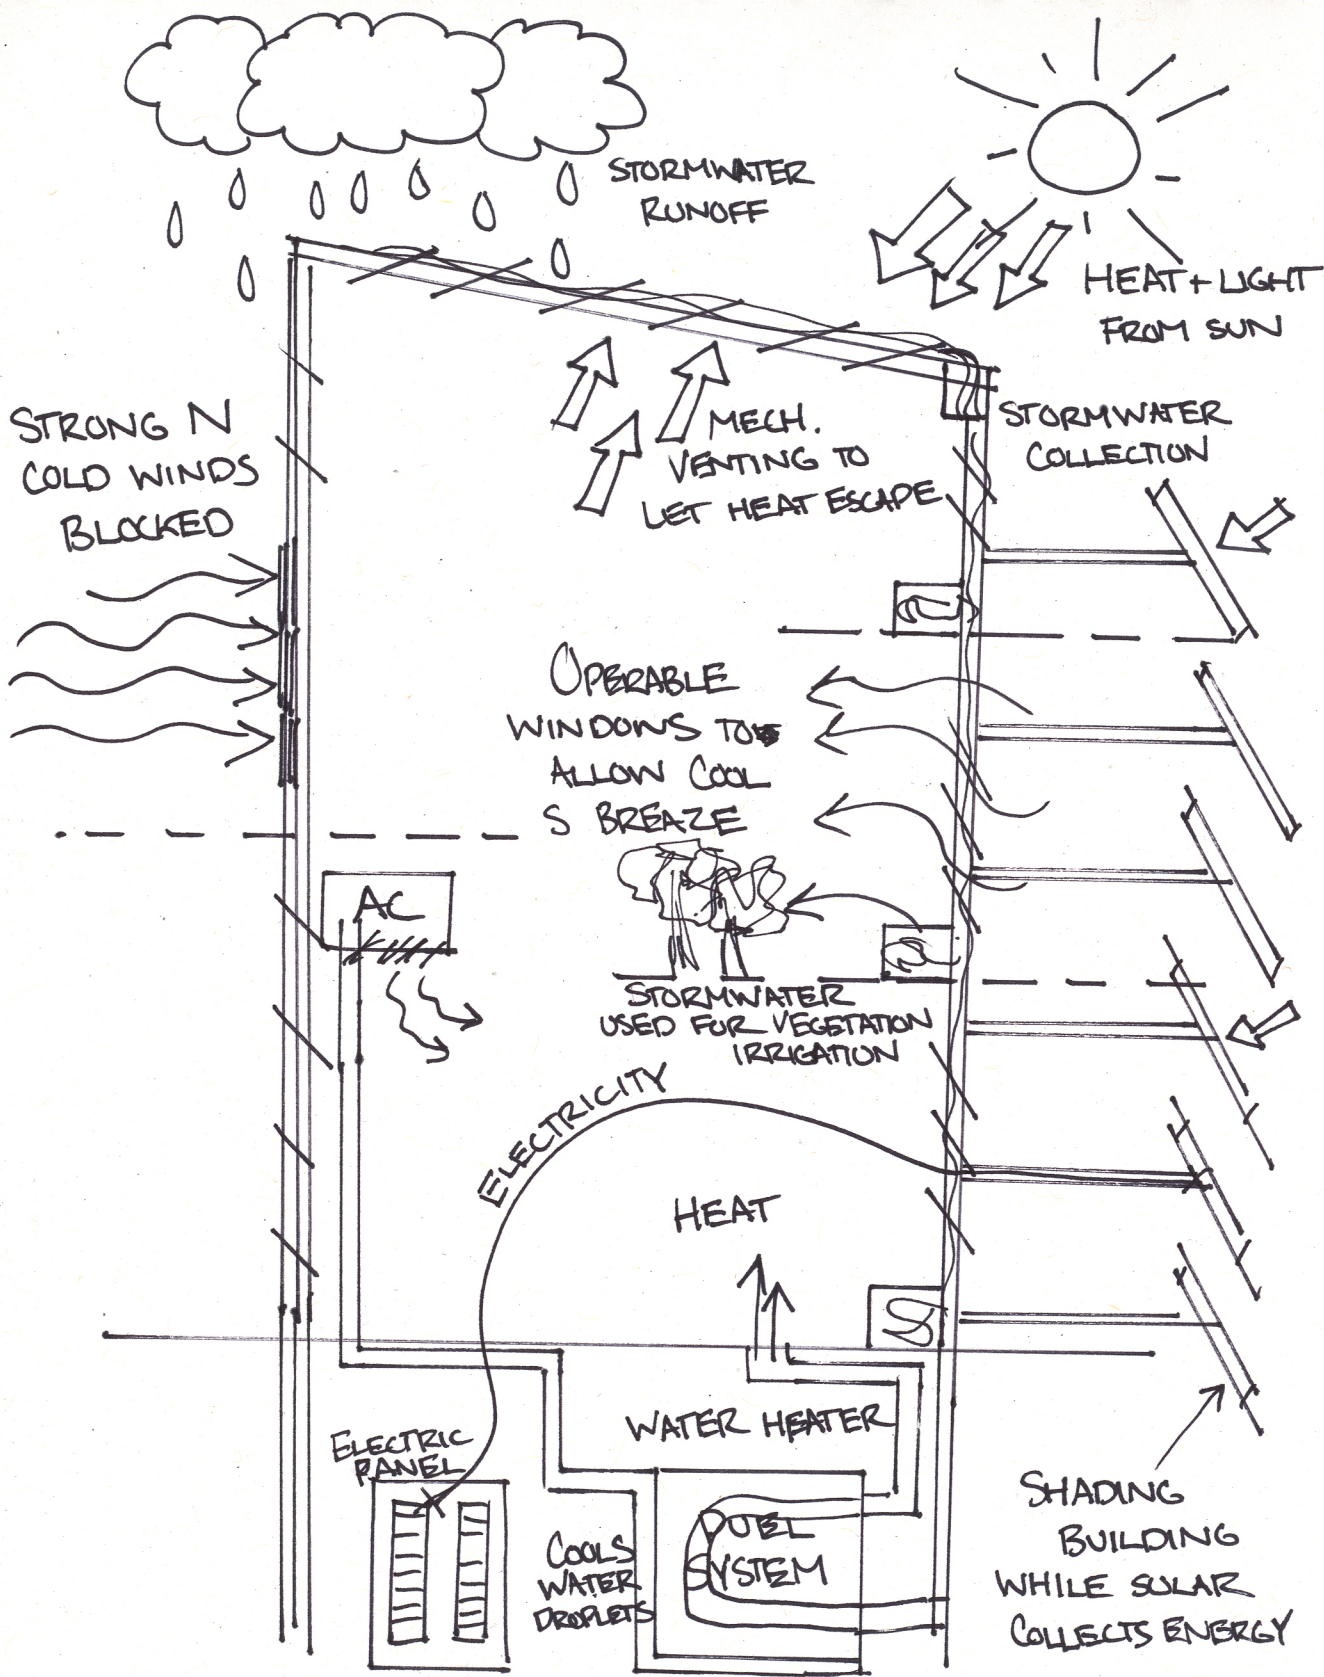 STORMWATER
RUNOFF
HEAT + LIGHT
FROM SUN
STRONG N
COLD WINDS
BLOCKED
MECH.
VENTING TO
LET HEAT ESCAPE
STORMWATER
COLLECTION
OPERABLE
WINDOWS TO
ALLOW COOL
S BREAZE
AC
STORMWATER
USED FOR VEGETATION
IRRIGATION
ELECTRICITY
HEAT
WATER HEATER
ELECTRIC
PANEL
COOLS
WATER
DROPLETS
DUEL
SYSTEM
SHADING
BUILDING
WHILE SOLAR
COLLECTS ENERGY